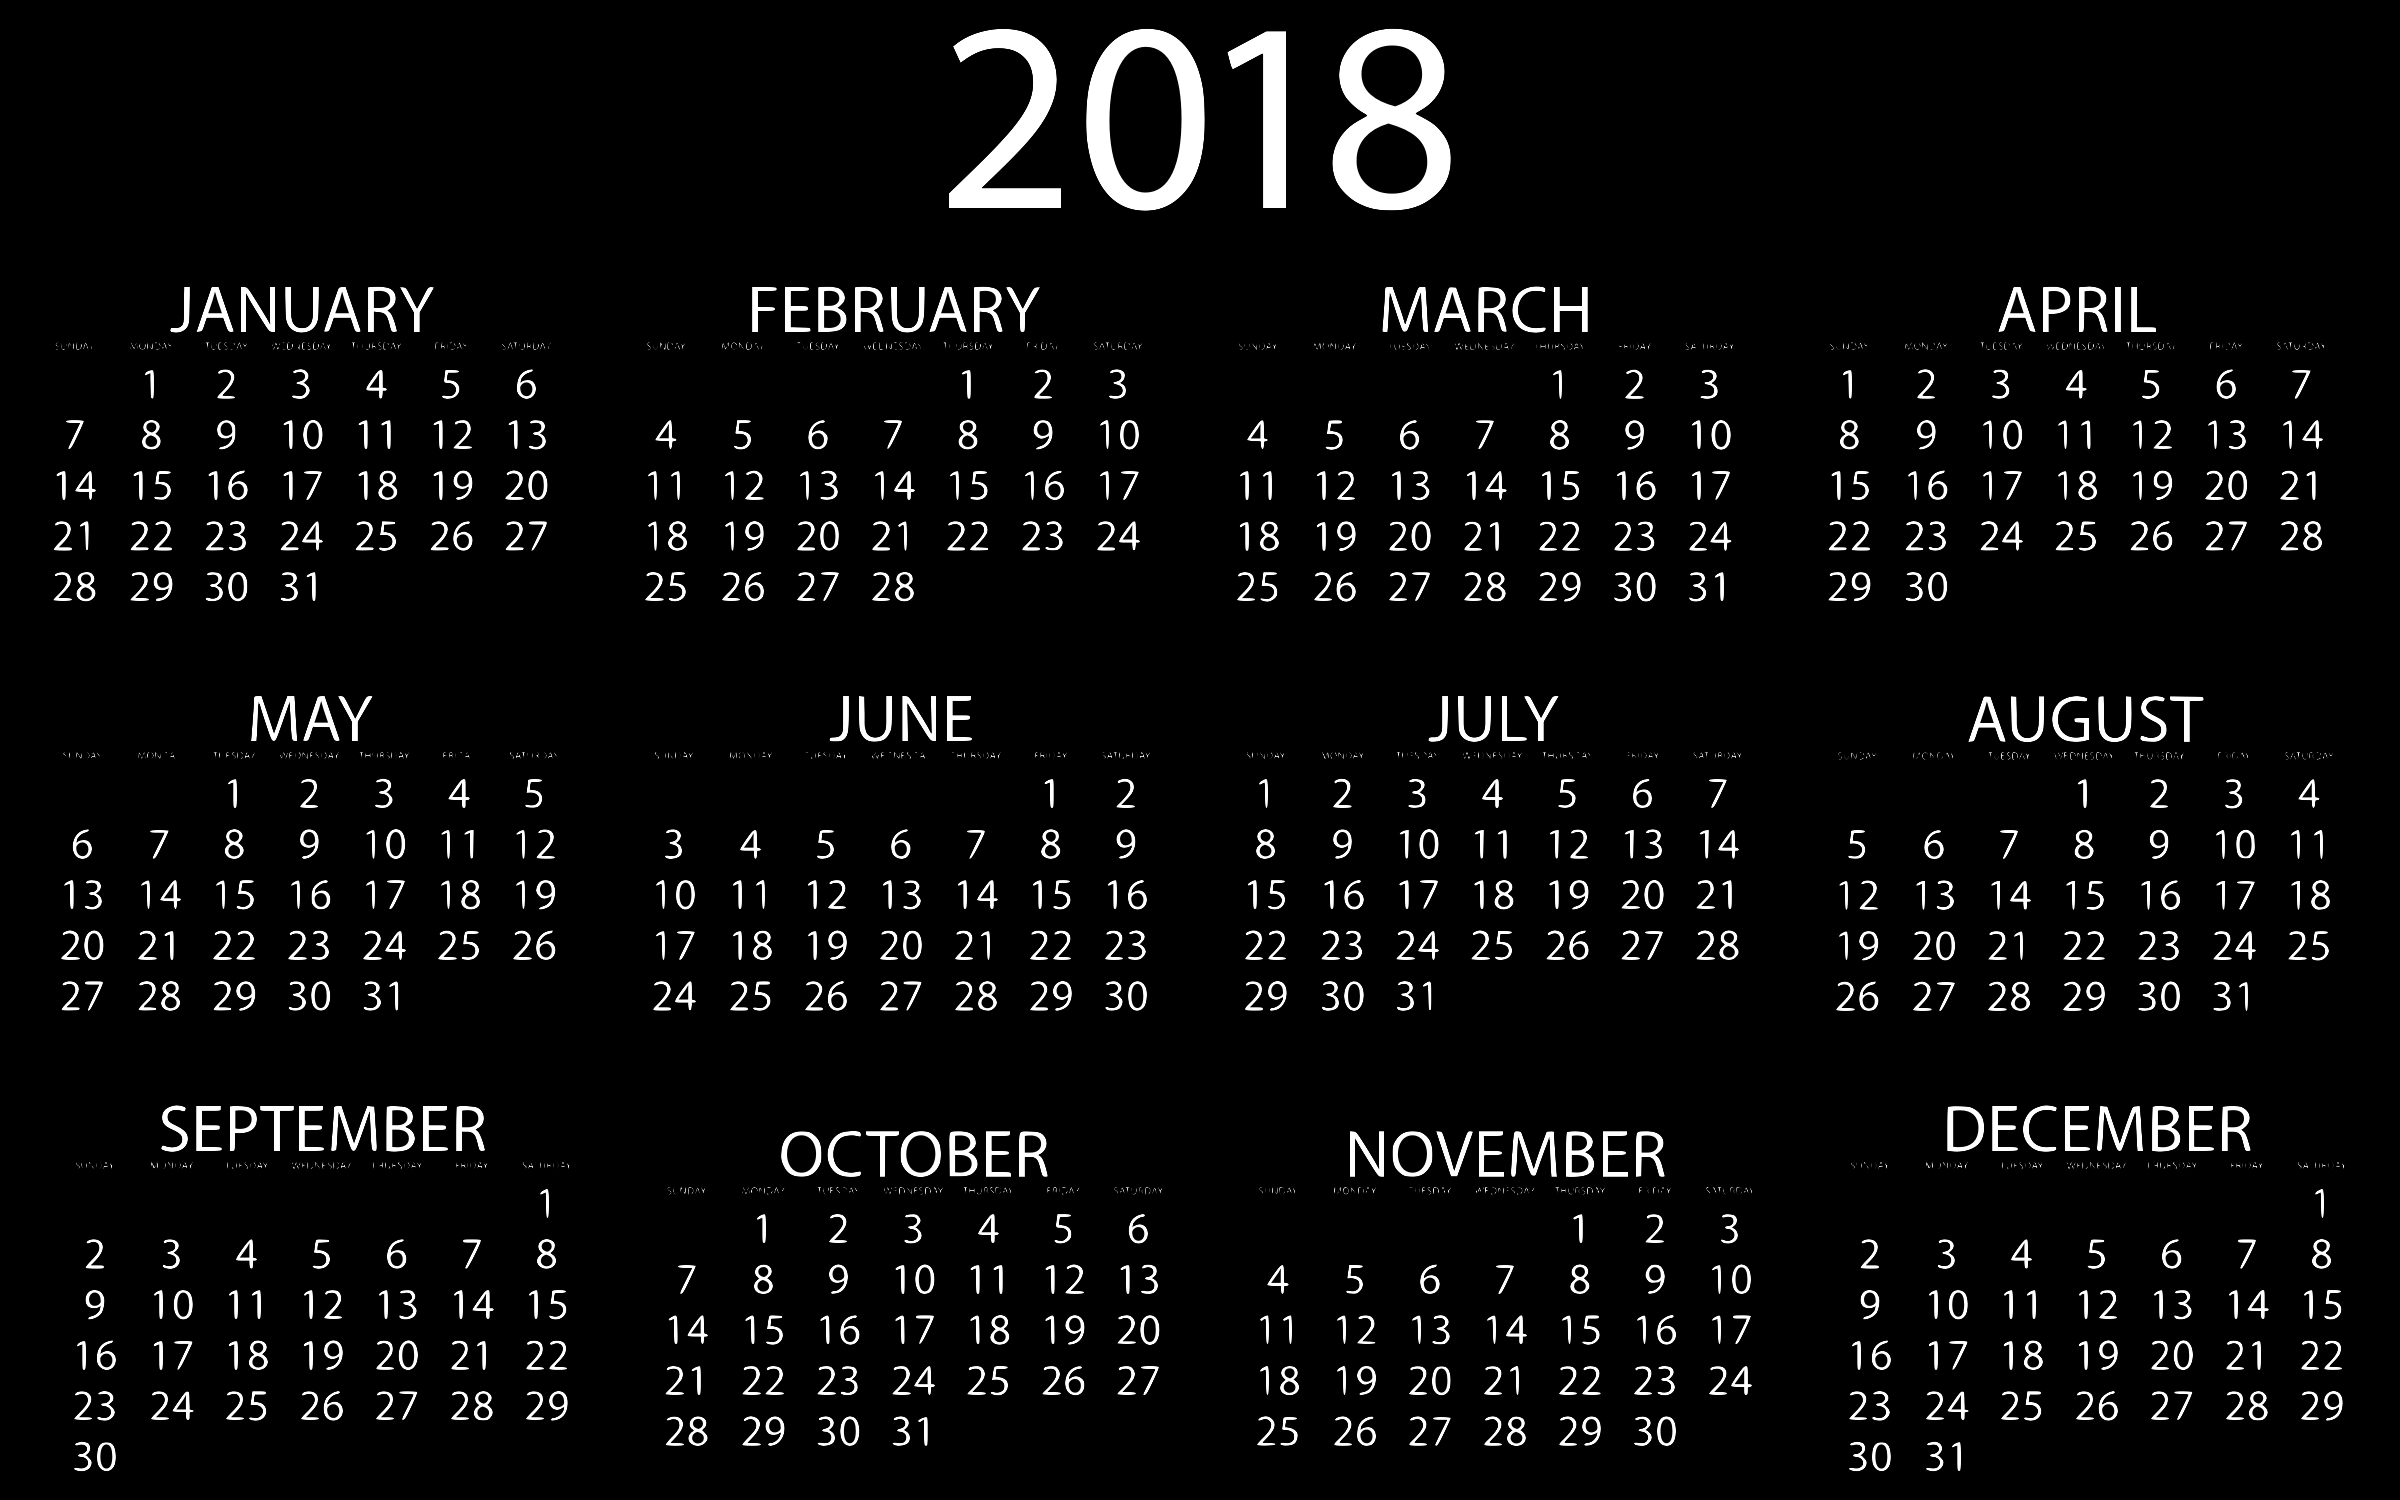 2018
JANUARY
SUNDAY MONDAY TUESDAY WEDNESDAY THURSDAY FRIDAY SATURDAY
1 2 3 4 5 6
7 8 9 10 11 12 13
14 15 16 17 18 19 20
21 22 23 24 25 26 27
28 29 30 31
FEBRUARY
SUNDAY MONDAY TUESDAY WEDNESDAY THURSDAY FRIDAY SATURDAY
1 2 3
4 5 6 7 8 9 10
11 12 13 14 15 16 17
18 19 20 21 22 23 24
25 26 27 28
MARCH
SUNDAY MONDAY TUESDAY WEDNESDAY THURSDAY FRIDAY SATURDAY
1 2 3
4 5 6 7 8 9 10
11 12 13 14 15 16 17
18 19 20 21 22 23 24
25 26 27 28 29 30 31
APRIL
SUNDAY MONDAY TUESDAY WEDNESDAY THURSDAY FRIDAY SATURDAY
1 2 3 4 5 6 7
8 9 10 11 12 13 14
15 16 17 18 19 20 21
22 23 24 25 26 27 28
29 30
MAY
SUNDAY MONDAY TUESDAY WEDNESDAY THURSDAY FRIDAY SATURDAY
1 2 3 4 5
6 7 8 9 10 11 12
13 14 15 16 17 18 19
20 21 22 23 24 25 26
27 28 29 30 31
JUNE
SUNDAY MONDAY TUESDAY WEDNESDAY THURSDAY FRIDAY SATURDAY
1 2
3 4 5 6 7 8 9
10 11 12 13 14 15 16
17 18 19 20 21 22 23
24 25 26 27 28 29 30
JULY
SUNDAY MONDAY TUESDAY WEDNESDAY THURSDAY FRIDAY SATURDAY
1 2 3 4 5 6 7
8 9 10 11 12 13 14
15 16 17 18 19 20 21
22 23 24 25 26 27 28
29 30 31
AUGUST
SUNDAY MONDAY TUESDAY WEDNESDAY THURSDAY FRIDAY SATURDAY
1 2 3 4
5 6 7 8 9 10 11
12 13 14 15 16 17 18
19 20 21 22 23 24 25
26 27 28 29 30 31
SEPTEMBER
SUNDAY MONDAY TUESDAY WEDNESDAY THURSDAY FRIDAY SATURDAY
1
2 3 4 5 6 7 8
9 10 11 12 13 14 15
16 17 18 19 20 21 22
23 24 25 26 27 28 29
30
OCTOBER
SUNDAY MONDAY TUESDAY WEDNESDAY THURSDAY FRIDAY SATURDAY
1 2 3 4 5 6
7 8 9 10 11 12 13
14 15 16 17 18 19 20
21 22 23 24 25 26 27
28 29 30 31
NOVEMBER
SUNDAY MONDAY TUESDAY WEDNESDAY THURSDAY FRIDAY SATURDAY
1 2 3
4 5 6 7 8 9 10
11 12 13 14 15 16 17
18 19 20 21 22 23 24
25 26 27 28 29 30
DECEMBER
SUNDAY MONDAY TUESDAY WEDNESDAY THURSDAY FRIDAY SATURDAY
1
2 3 4 5 6 7 8
9 10 11 12 13 14 15
16 17 18 19 20 21 22
23 24 25 26 27 28 29
30 31